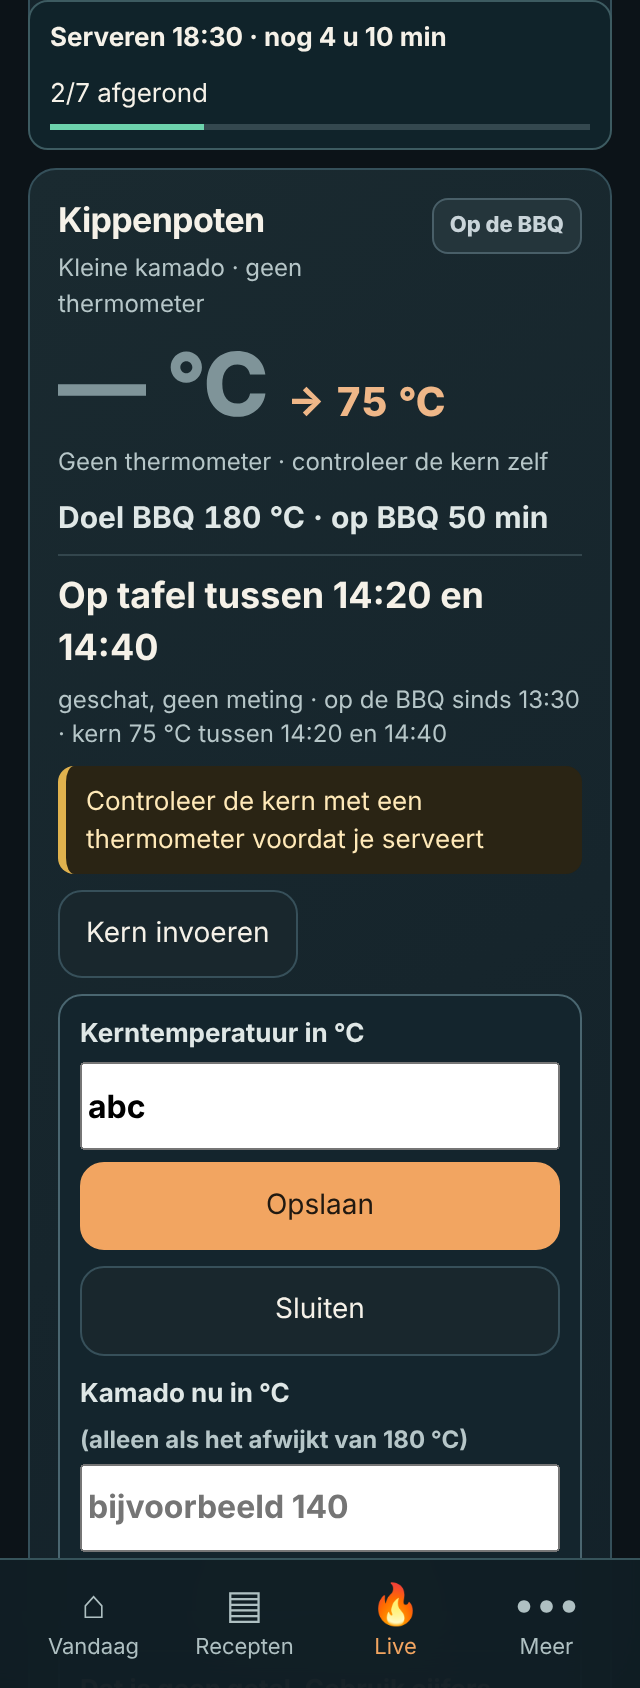 Serveren 18:30 · nog 4 u 10 min
2/7 afgerond
Kippenpoten
Op de BBQ
Kleine kamado · geen
thermometer
— °C → 75 °C
Geen thermometer · controleer de kern zelf
Doel BBQ 180 °C · op BBQ 50 min
Op tafel tussen 14:20 en
14:40
geschat, geen meting · op de BBQ sinds 13:30
· kern 75 °C tussen 14:20 en 14:40
Controleer de kern met een
thermometer voordat je serveert
Kern invoeren
Kerntemperatuur in °C
abc
Opslaan
Sluiten
Kamado nu in °C
(alleen als het afwijkt van 180 °C)
bijvoorbeeld 140
Vandaag
Recepten
Live
Meer